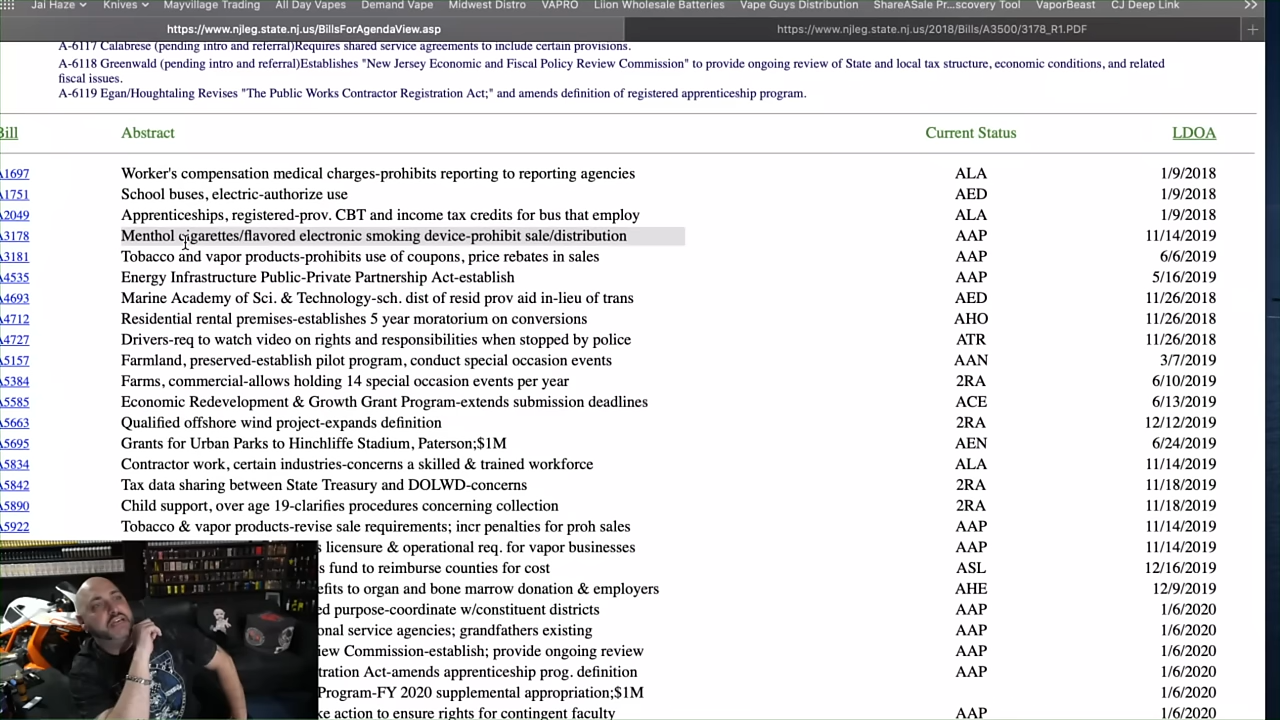 Jai Haze Knives Mayville Trading All Day Vapes Demand Vape Midwest Distro VAPRO Liion Wholesale Batteries Vape Guys Distribution ShareASale Pr...scovery Tool VaporBeast CJ Deep Link
https://www.njleg.state.nj.us/BillsForAgendaView.asp https://www.njleg.state.nj.us/2018/Bills/A3500/3178_R1.PDF
A-6117 Calabrese (pending intro and referral)Requires shared service agreements to include certain provisions.
A-6118 Greenwald (pending intro and referral)Establishes "New Jersey Economic and Fiscal Policy Review Commission" to provide ongoing review of State and local tax structure, economic conditions, and related
fiscal issues.
A-6119 Egan/Houghtaling Revises "The Public Works Contractor Registration Act;" and amends definition of registered apprenticeship program.
Bill Abstract Current Status LDOA
A1697 Worker's compensation medical charges-prohibits reporting to reporting agencies ALA 1/9/2018
A1751 School buses, electric-authorize use AED 1/9/2018
A2049 Apprenticeships, registered-prov. CBT and income tax credits for bus that employ ALA 1/9/2018
A3178 Menthol cigarettes/flavored electronic smoking device-prohibit sale/distribution AAP 11/14/2019
A3181 Tobacco and vapor products-prohibits use of coupons, price rebates in sales AAP 6/6/2019
A4535 Energy Infrastructure Public-Private Partnership Act-establish AAP 5/16/2019
A4693 Marine Academy of Sci. & Technology-sch. dist of resid prov aid in-lieu of trans AED 11/26/2018
A4712 Residential rental premises-establishes 5 year moratorium on conversions AHO 11/26/2018
A4727 Drivers-req to watch video on rights and responsibilities when stopped by police ATR 11/26/2018
A5157 Farmland, preserved-establish pilot program, conduct special occasion events AAN 3/7/2019
A5384 Farms, commercial-allows holding 14 special occasion events per year 2RA 6/10/2019
A5585 Economic Redevelopment & Growth Grant Program-extends submission deadlines ACE 6/13/2019
A5663 Qualified offshore wind project-expands definition 2RA 12/12/2019
A5695 Grants for Urban Parks to Hinchliffe Stadium, Paterson;$1M AEN 6/24/2019
A5834 Contractor work, certain industries-concerns a skilled & trained workforce ALA 11/14/2019
A5842 Tax data sharing between State Treasury and DOLWD-concerns 2RA 11/18/2019
A5890 Child support, over age 19-clarifies procedures concerning collection 2RA 11/18/2019
A5922 Tobacco & vapor products-revise sale requirements; incr penalties for proh sales AAP 11/14/2019
s licensure & operational req. for vapor businesses AAP 11/14/2019
s fund to reimburse counties for cost ASL 12/16/2019
efits to organ and bone marrow donation & employers AHE 12/9/2019
ed purpose-coordinate w/constituent districts AAP 1/6/2020
onal service agencies; grandfathers existing AAP 1/6/2020
iew Commission-establish; provide ongoing review AAP 1/6/2020
tration Act-amends apprenticeship prog. definition AAP 1/6/2020
Program-FY 2020 supplemental appropriation;$1M 1/6/2020
ke action to ensure rights for contingent faculty AAP 1/6/2020